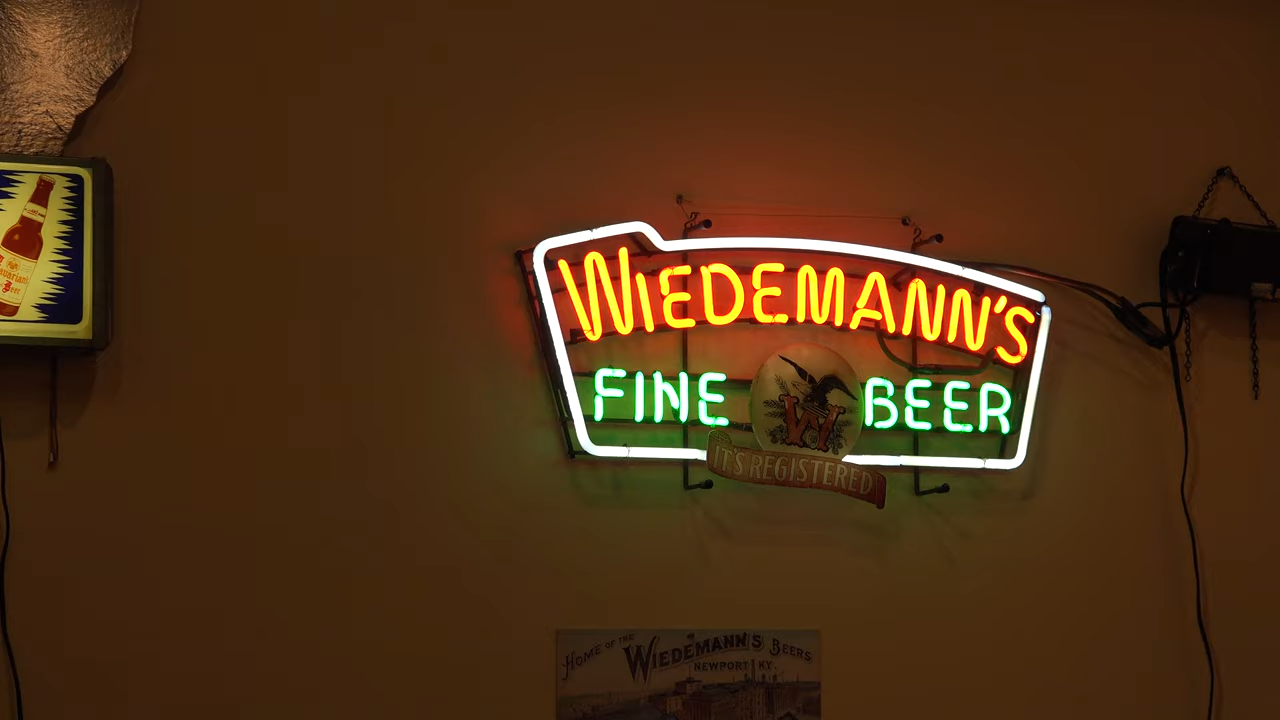 WIEDEMANN'S
FINE BEER
W
IT'S REGISTERED
HOME OF THE WIEDEMANN'S BEERS
NEWPORT KY.